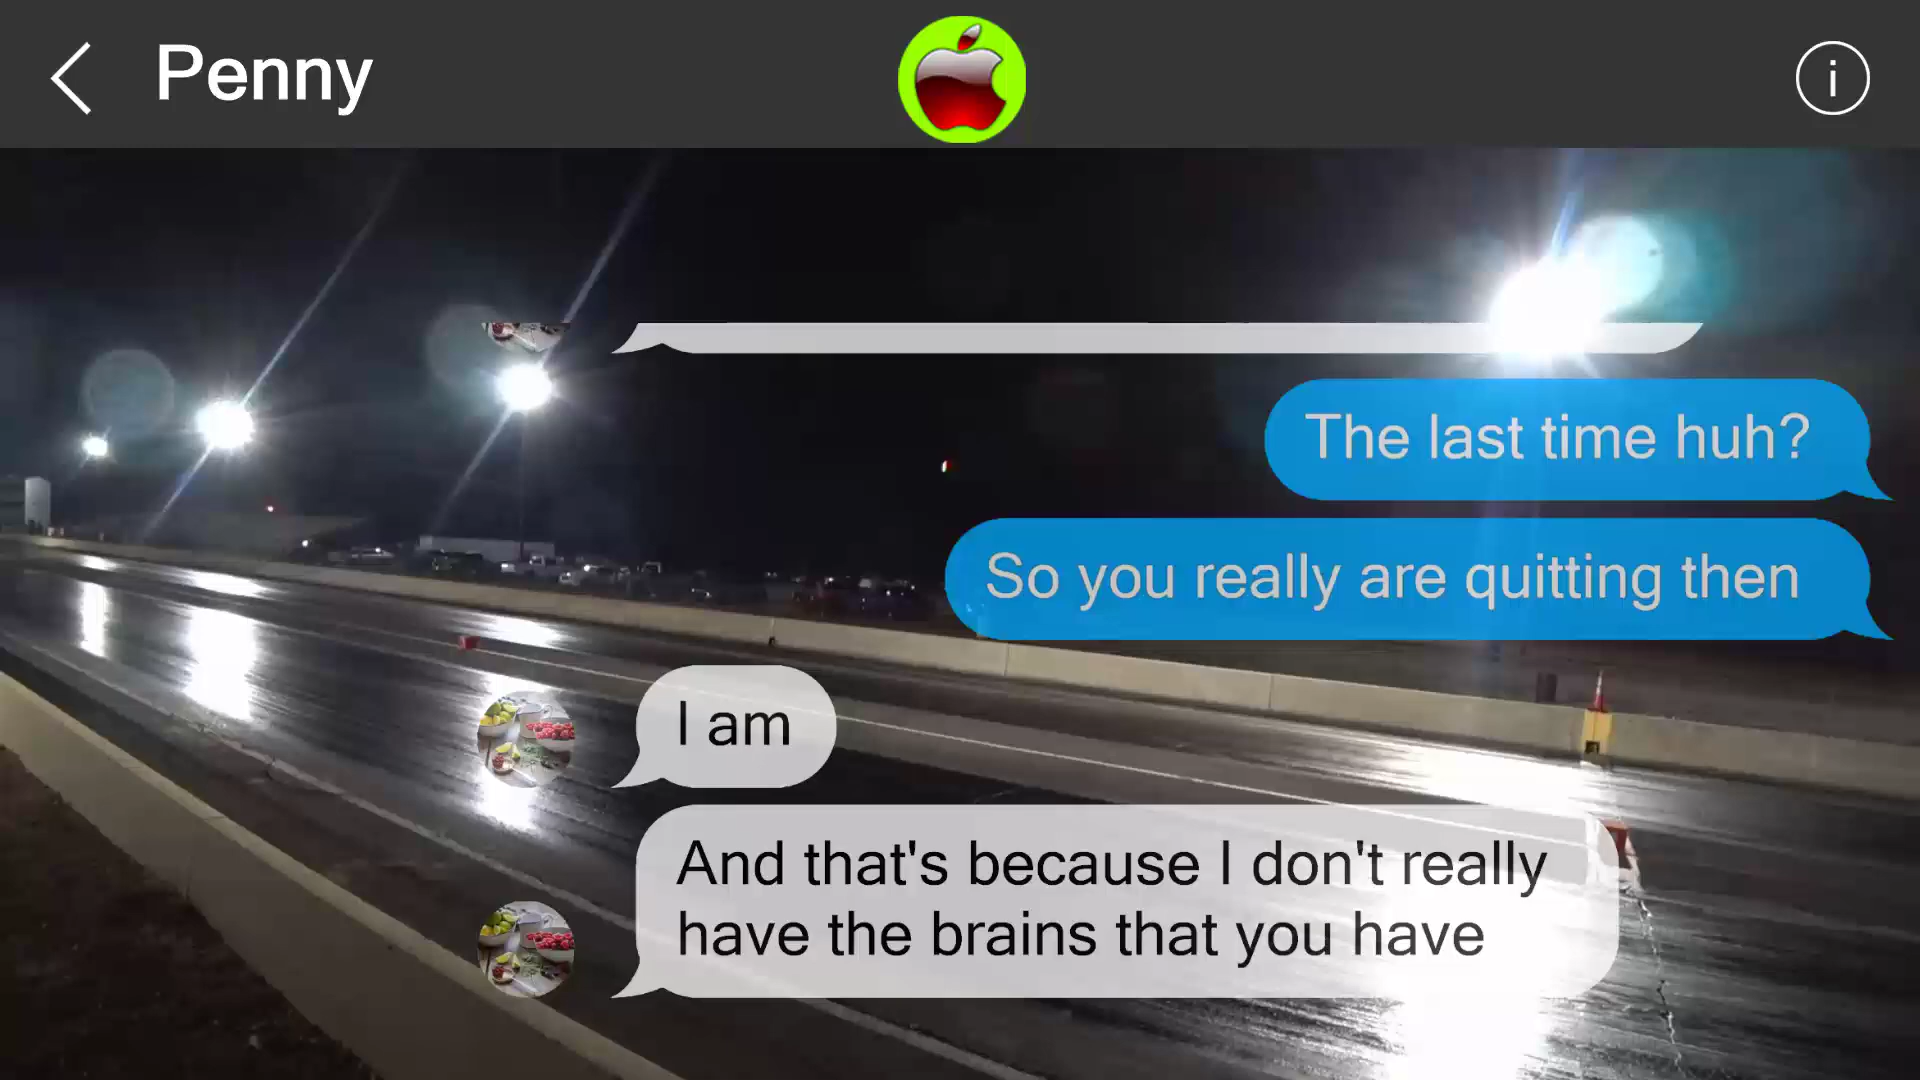 Penny
i
The last time huh?
So you really are quitting then
I am
And that's because I don't really
have the brains that you have